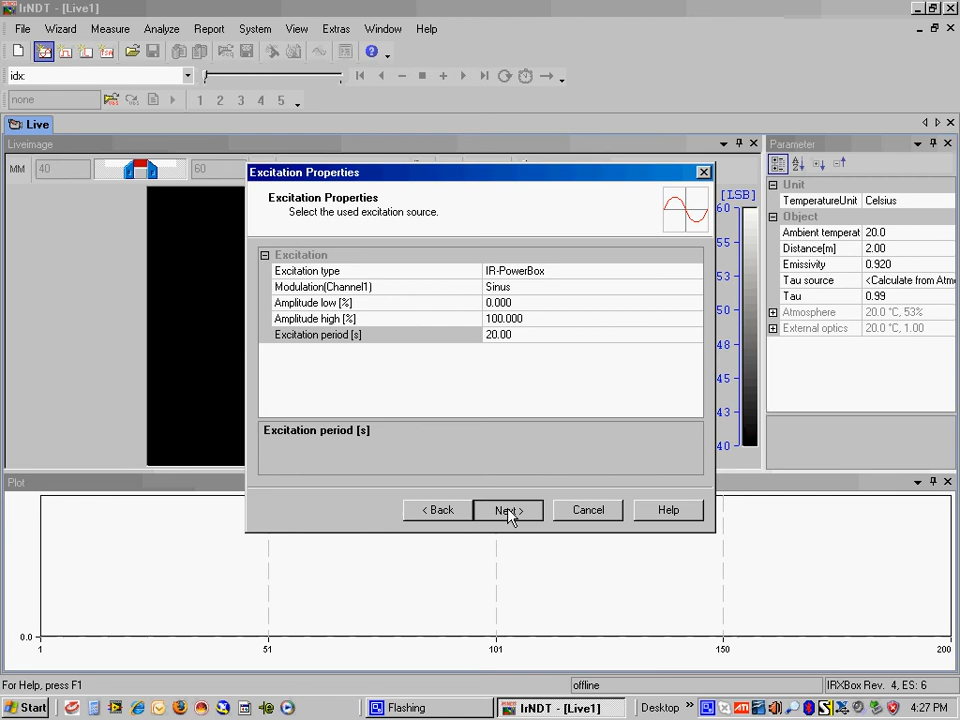 IrNDT - [Live1]
File Wizard Measure Analyze Report System View Extras Window Help
idx:
none 1 2 3 4 5
Live
Liveimage
MM 40 60
[LSB]
60
55
53
50
48
45
43
40
Excitation Properties
Excitation Properties
Select the used excitation source.
Excitation
Excitation type IR-PowerBox
Modulation(Channel1) Sinus
Amplitude low [%] 0.000
Amplitude high [%] 100.000
Excitation period [s] 20.00
Excitation period [s]
< Back Next > Cancel Help
Parameter
Unit
TemperatureUnit Celsius
Object
Ambient temperat 20.0
Distance[m] 2.00
Emissivity 0.920
Tau source <Calculate from Atm
Tau 0.99
Atmosphere 20.0 °C, 53%
External optics 20.0 °C, 1.00
Plot
0.0
1 51 101 150 200
For Help, press F1 offline IRXBox Rev. 4, ES: 6
Start Flashing IrNDT - [Live1] Desktop » 4:27 PM